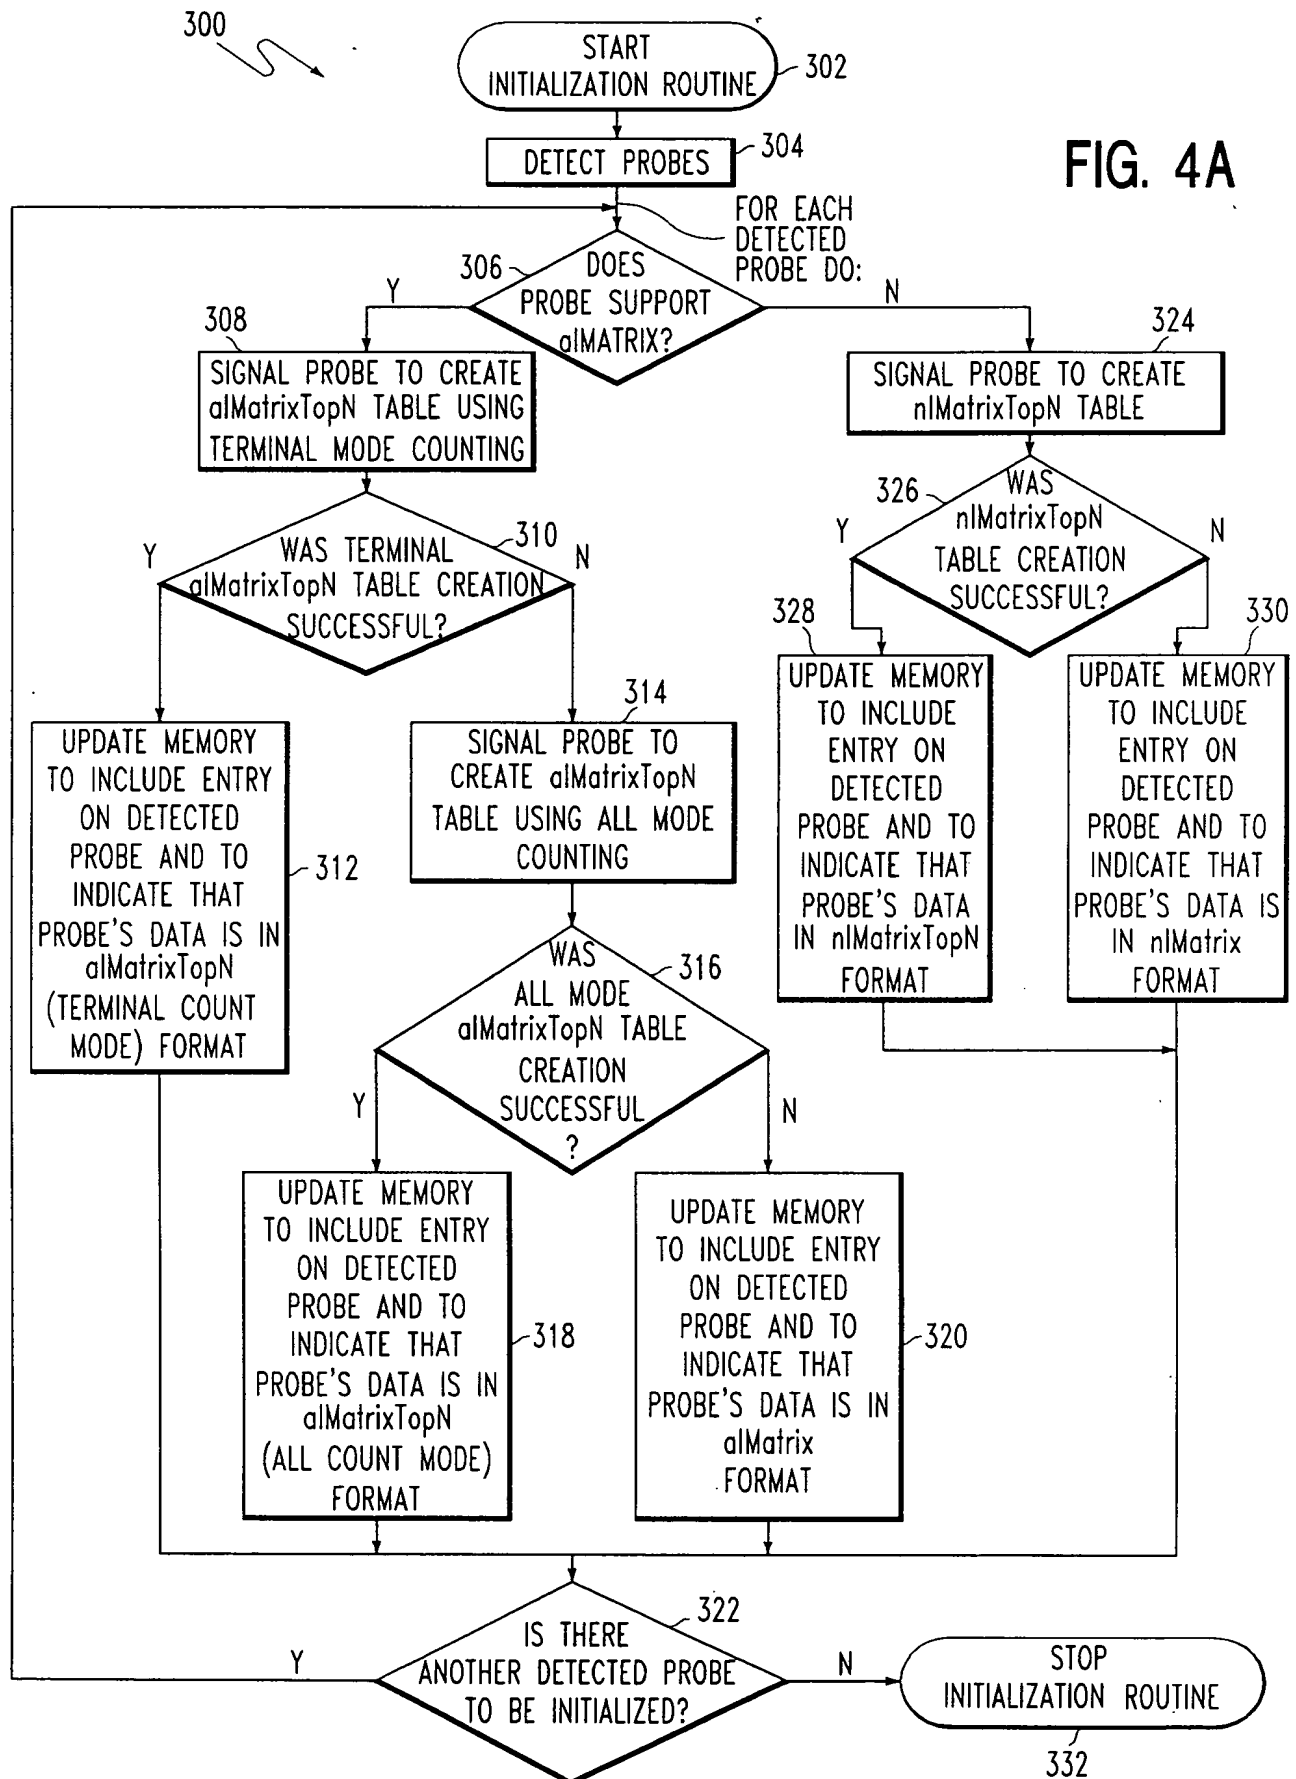 300
START
INITIALIZATION ROUTINE
302
DETECT PROBES
304
FIG. 4A
FOR EACH
DETECTED
PROBE DO:
306
DOES
PROBE SUPPORT
alMATRIX?
Y
N
308
SIGNAL PROBE TO CREATE
alMatrixTopN TABLE USING
TERMINAL MODE COUNTING
324
SIGNAL PROBE TO CREATE
nlMatrixTopN TABLE
310
WAS TERMINAL
alMatrixTopN TABLE CREATION
SUCCESSFUL?
Y
N
326
WAS
nlMatrixTopN
TABLE CREATION
SUCCESSFUL?
Y
N
312
UPDATE MEMORY
TO INCLUDE ENTRY
ON DETECTED
PROBE AND TO
INDICATE THAT
PROBE'S DATA IS IN
alMatrixTopN
(TERMINAL COUNT
MODE) FORMAT
314
SIGNAL PROBE TO
CREATE alMatrixTopN
TABLE USING ALL MODE
COUNTING
328
UPDATE MEMORY
TO INCLUDE
ENTRY ON
DETECTED
PROBE AND TO
INDICATE THAT
PROBE'S DATA
IN nlMatrixTopN
FORMAT
330
UPDATE MEMORY
TO INCLUDE
ENTRY ON
DETECTED
PROBE AND TO
INDICATE THAT
PROBE'S DATA IS
IN nlMatrix
FORMAT
316
WAS
ALL MODE
alMatrixTopN TABLE
CREATION
SUCCESSFUL
?
Y
N
UPDATE MEMORY
TO INCLUDE ENTRY
ON DETECTED
PROBE AND TO
INDICATE THAT
PROBE'S DATA IS IN
alMatrixTopN
(ALL COUNT MODE)
FORMAT
318
UPDATE MEMORY
TO INCLUDE ENTRY
ON DETECTED
PROBE AND TO
INDICATE THAT
PROBE'S DATA IS IN
alMatrix
FORMAT
320
322
IS THERE
ANOTHER DETECTED PROBE
TO BE INITIALIZED?
Y
N
STOP
INITIALIZATION ROUTINE
332